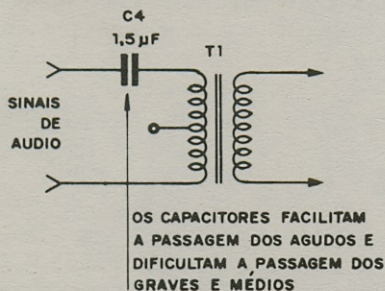 C4
1,5 µF
T1
SINAIS
DE
AUDIO
OS CAPACITORES FACILITAM
A PASSAGEM DOS AGUDOS E
DIFICULTAM A PASSAGEM DOS
GRAVES E MÉDIOS